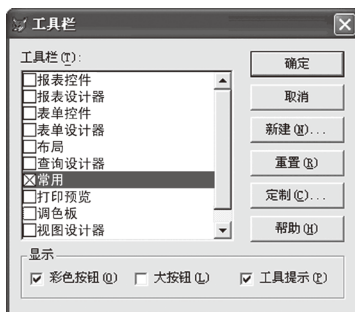 工具栏
工具栏(T):
报表控件
报表设计器
表单控件
表单设计器
布局
查询设计器
常用
打印预览
调色板
视图设计器
确定
取消
新建(N)...
重置(R)
定制(C)...
帮助(H)
显示
彩色按钮(O) 大按钮(L) 工具提示(P)